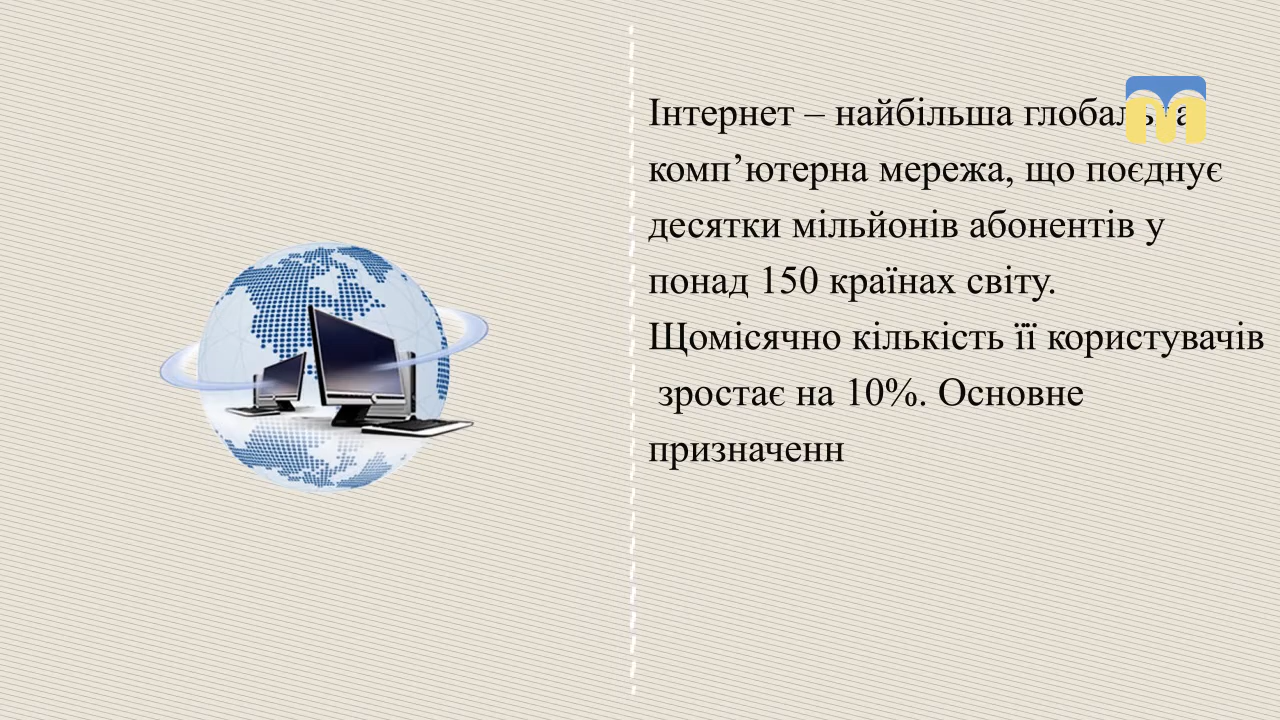 Інтернет – найбільша глобальна
комп’ютерна мережа, що поєднує
десятки мільйонів абонентів у
понад 150 країнах світу.
Щомісячно кількість її користувачів
зростає на 10%. Основне
призначенн